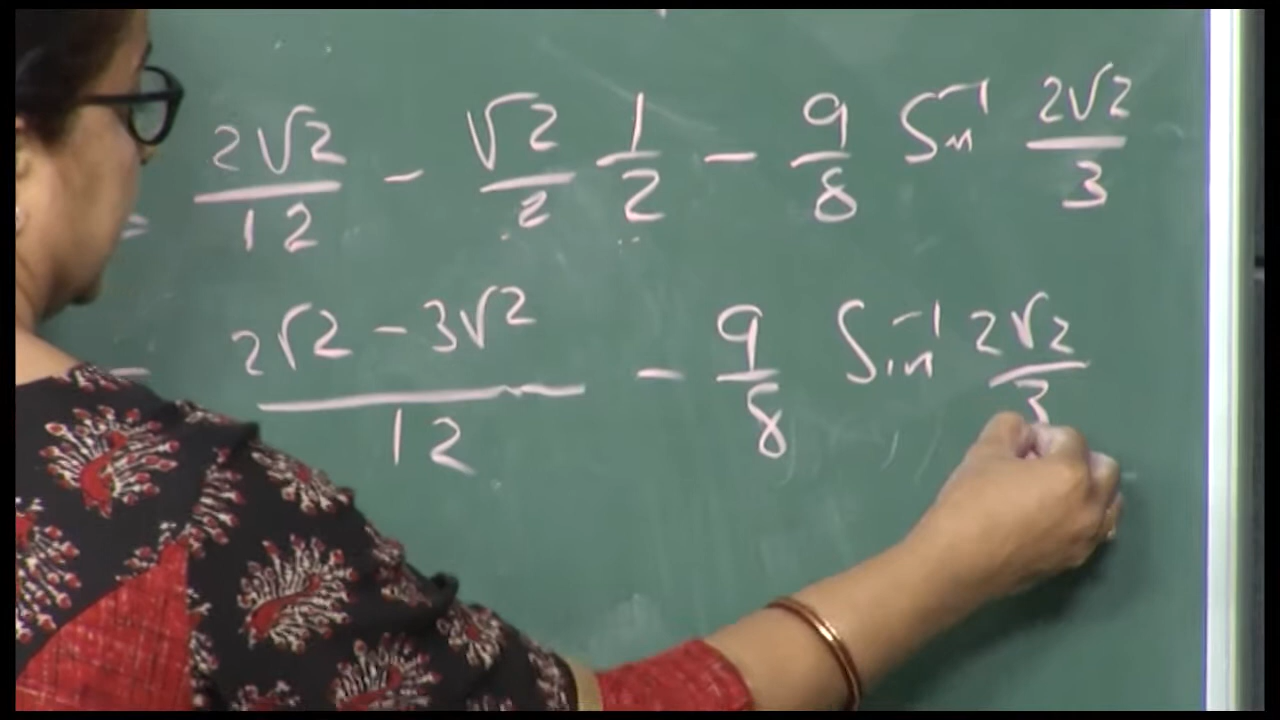 = 2√2/12 - √2/2 1/2 - 9/8 Sin⁻¹ 2√2/3
= 2√2 - 3√2/12 - 9/8 Sin⁻¹ 2√2/3